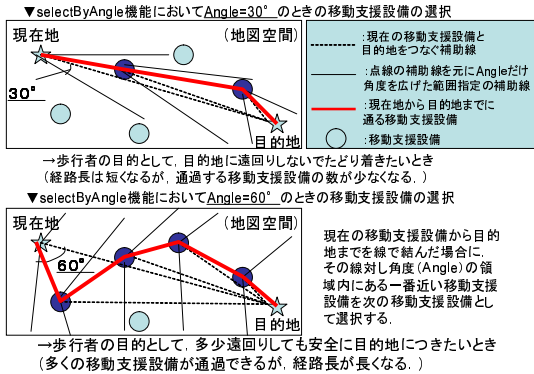 ▼selectByAngle機能においてAngle=30°のときの移動支援設備の選択
現在地
(地図空間)
30°
目的地
:現在の移動支援設備と
目的地をつなぐ補助線
:点線の補助線を元にAngleだけ
角度を広げた範囲指定の補助線
:現在地から目的地までに
通る移動支援設備
:移動支援設備
→歩行者の目的として,目的地に遠回りしないでたどり着きたいとき
(経路長は短くなるが,通過する移動支援設備の数が少なくなる.)
▼selectByAngle機能においてAngle=60°のときの移動支援設備の選択
現在地
(地図空間)
60°
目的地
現在の移動支援設備から目的
地までを線で結んだ場合に,
その線対し角度(Angle)の領
域内にある一番近い移動支援
設備を次の移動支援設備とし
て選択する.
→歩行者の目的として,多少遠回りしても安全に目的地につきたいとき
(多くの移動支援設備が通過できるが,経路が長くなる.)